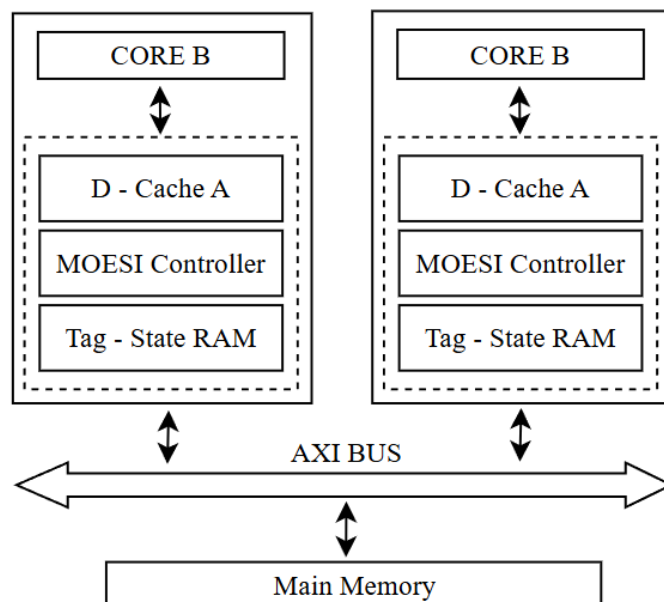 CORE B
D - Cache A
MOESI Controller
Tag - State RAM
CORE B
D - Cache A
MOESI Controller
Tag - State RAM
AXI BUS
Main Memory